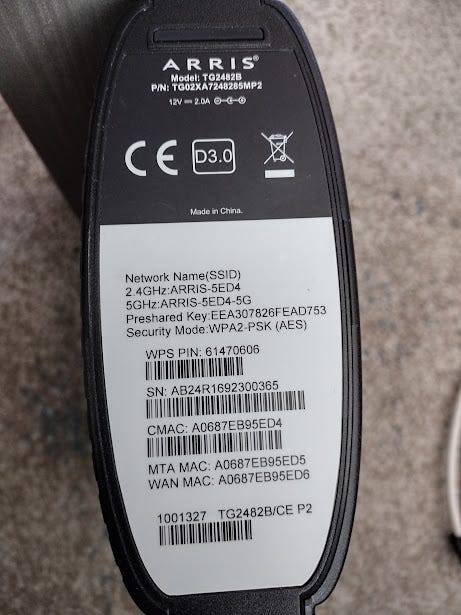 ARRIS®
Model: TG2482B
P/N: TG02XA7248285MP2
12V ⎓ 2.0A
CE
D3.0
Made in China.
Network Name(SSID)
2.4GHz:ARRIS-5ED4
5GHz:ARRIS-5ED4-5G
Preshared Key:EEA307826FEAD753
Security Mode:WPA2-PSK (AES)
WPS PIN: 61470606
SN: AB24R1692300365
CMAC: A0687EB95ED4
MTA MAC: A0687EB95ED5
WAN MAC: A0687EB95ED6
1001327 TG2482B/CE P2